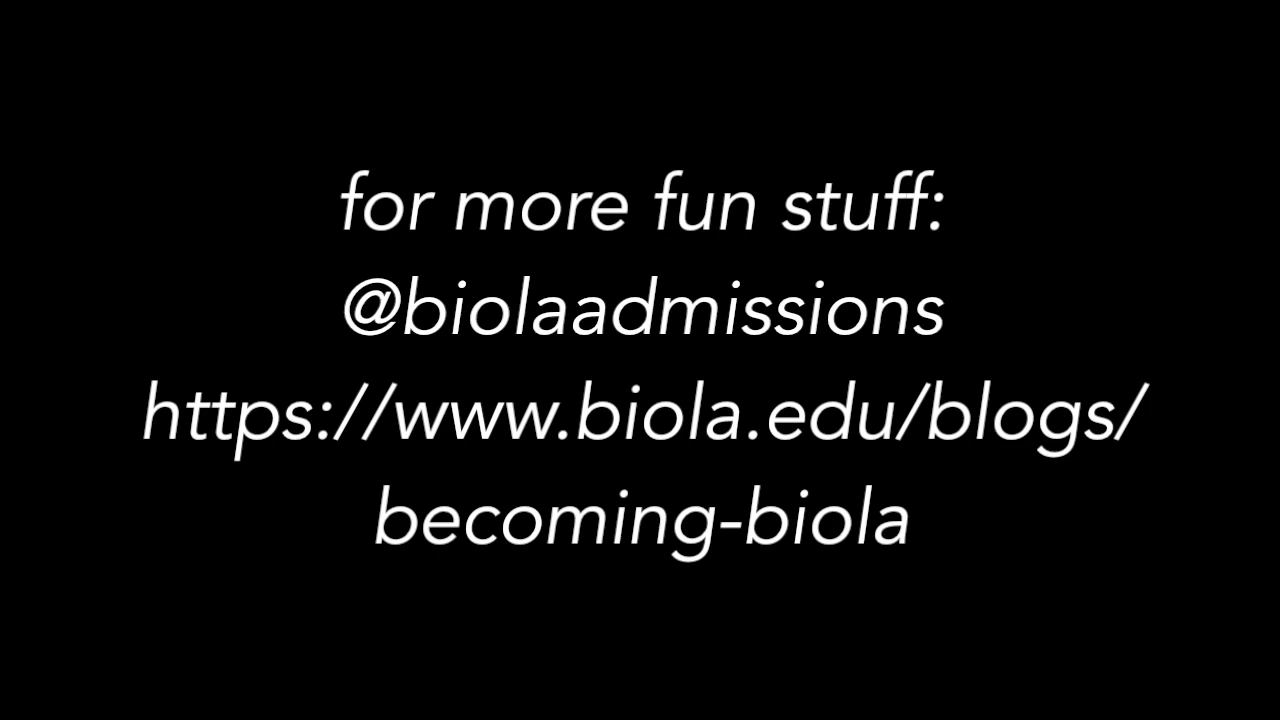 for more fun stuff:
@biolaadmissions
https://www.biola.edu/blogs/
becoming-biola